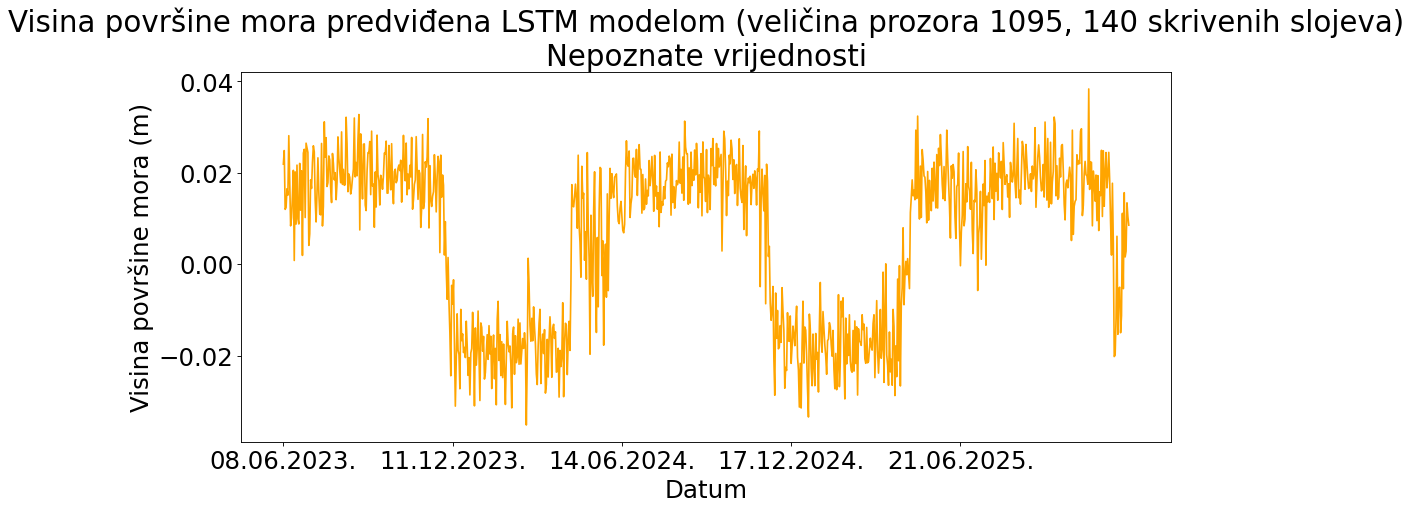 Visina površine mora predviđena LSTM modelom (veličina prozora 1095, 140 skrivenih slojeva)
Nepoznate vrijednosti
Visina površine mora (m)
0.04
0.02
0.00
−0.02
08.06.2023. 11.12.2023. 14.06.2024. 17.12.2024. 21.06.2025.
Datum